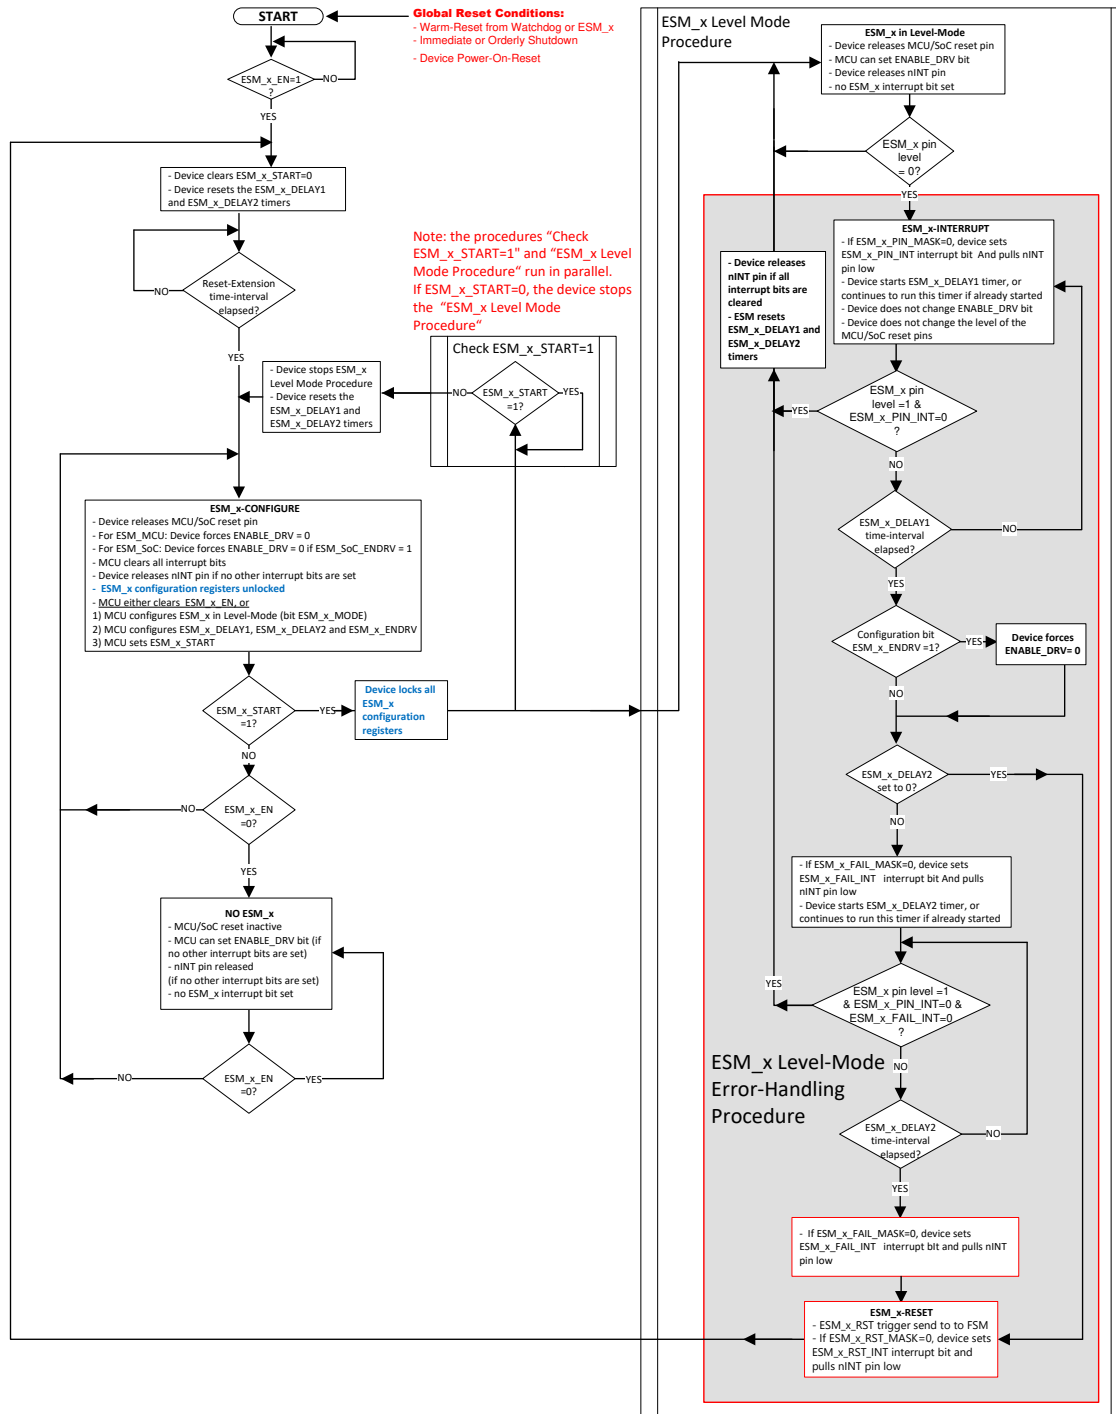 START
Global Reset Conditions:
- Warm-Reset from Watchdog or ESM_x
- Immediate or Orderly Shutdown
- Device Power-On-Reset
ESM_x_EN=1
?
NO
YES
- Device clears ESM_x_START=0
- Device resets the ESM_x_DELAY1
and ESM_x_DELAY2 timers
Reset-Extension
time-interval
elapsed?
NO
YES
Note: the procedures “Check
ESM_x_START=1" and “ESM_x Level
Mode Procedure“ run in parallel.
If ESM_x_START=0, the device stops
the “ESM_x Level Mode
Procedure“
Check ESM_x_START=1
ESM_x_START
=1?
YES
NO
- Device stops ESM_x
Level Mode Procedure
- Device resets the
ESM_x_DELAY1 and
ESM_x_DELAY2 timers
ESM_x-CONFIGURE
- Device releases MCU/SoC reset pin
- For ESM_MCU: Device forces ENABLE_DRV = 0
- For ESM_SoC: Device forces ENABLE_DRV = 0 if ESM_SoC_ENDRV = 1
- MCU clears all interrupt bits
- Device releases nINT pin if no other interrupt bits are set
- ESM_x configuration registers unlocked
- MCU either clears ESM_x_EN, or
1) MCU configures ESM_x in Level-Mode (bit ESM_x_MODE)
2) MCU configures ESM_x_DELAY1, ESM_x_DELAY2 and ESM_x_ENDRV
3) MCU sets ESM_x_START
ESM_x_START
=1?
YES
Device locks all
ESM_x
configuration
registers
NO
ESM_x_EN
=0?
NO
YES
NO ESM_x
- MCU/SoC reset inactive
- MCU can set ENABLE_DRV bit (if
no other interrupt bits are set)
- nINT pin released
(if no other interrupt bits are set)
- no ESM_x interrupt bit set
ESM_x_EN
=0?
NO
YES
ESM_x Level Mode
Procedure
ESM_x in Level-Mode
- Device releases MCU/SoC reset pin
- MCU can set ENABLE_DRV bit
- Device releases nINT pin
- no ESM_x interrupt bit set
ESM_x pin
level
= 0?
YES
- Device releases
nINT pin if all
interrupt bits are
cleared
- ESM resets
ESM_x_DELAY1 and
ESM_x_DELAY2
timers
ESM_x-INTERRUPT
- If ESM_x_PIN_MASK=0, device sets
ESM_x_PIN_INT interrupt bit And pulls nINT
pin low
- Device starts ESM_x_DELAY1 timer, or
continues to run this timer if already started
- Device does not change ENABLE_DRV bit
- Device does not change the level of the
MCU/SoC reset pins
ESM_x pin
level =1 &
ESM_x_PIN_INT=0
?
YES
NO
ESM_x_DELAY1
time-interval
elapsed?
NO
YES
Configuration bit
ESM_x_ENDRV =1?
YES
Device forces
ENABLE_DRV= 0
NO
ESM_x_DELAY2
set to 0?
YES
NO
- If ESM_x_FAIL_MASK=0, device sets
ESM_x_FAIL_INT interrupt bit And pulls
nINT pin low
- Device starts ESM_x_DELAY2 timer, or
continues to run this timer if already started
ESM_x pin level =1
& ESM_x_PIN_INT=0 &
ESM_x_FAIL_INT=0
?
YES
NO
ESM_x Level-Mode
Error-Handling
Procedure
ESM_x_DELAY2
time-interval
elapsed?
NO
YES
- If ESM_x_FAIL_MASK=0, device sets
ESM_x_FAIL_INT interrupt bIt and pulls nINT
pin low
ESM_x-RESET
- ESM_x_RST trigger send to to FSM
- If ESM_x_RST_MASK=0, device sets
ESM_x_RST_INT interrupt bit and
pulls nINT pin low